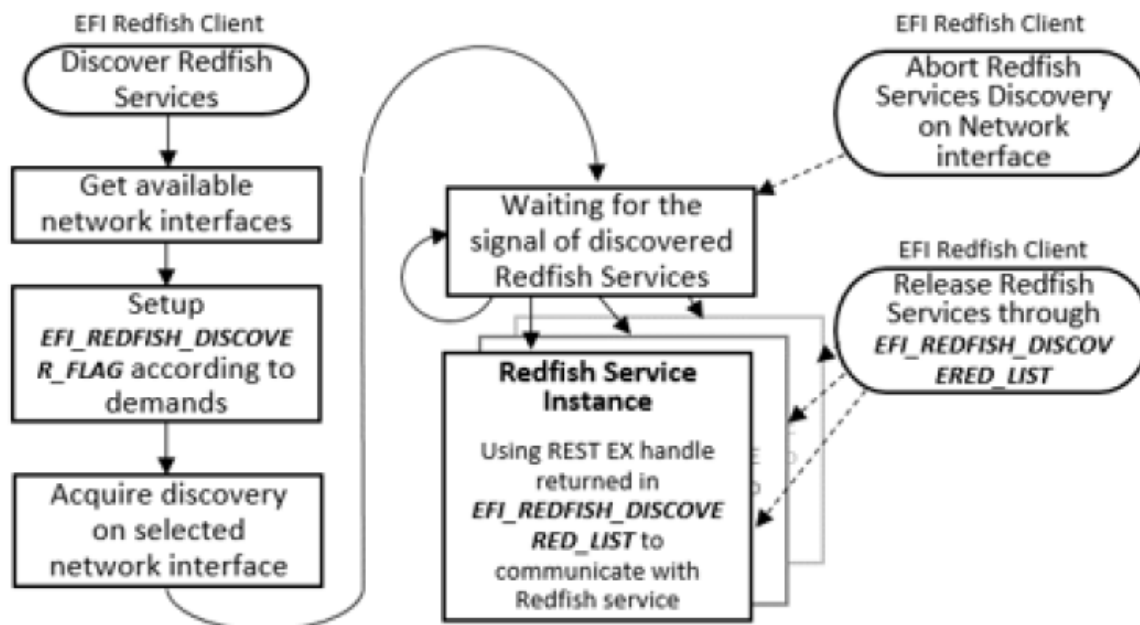 EFI Redfish Client
Discover Redfish
Services
Get available
network interfaces
Setup
EFI_REDFISH_DISCOVE
R_FLAG according to
demands
Acquire discovery
on selected
network interface
Waiting for the
signal of discovered
Redfish Services
Redfish Service
Instance
Using REST EX handle
returned in
EFI_REDFISH_DISCOVE
RED_LIST to
communicate with
Redfish service
EFI Redfish Client
Abort Redfish
Services Discovery
on Network
interface
EFI Redfish Client
Release Redfish
Services through
EFI_REDFISH_DISCOV
ERED_LIST